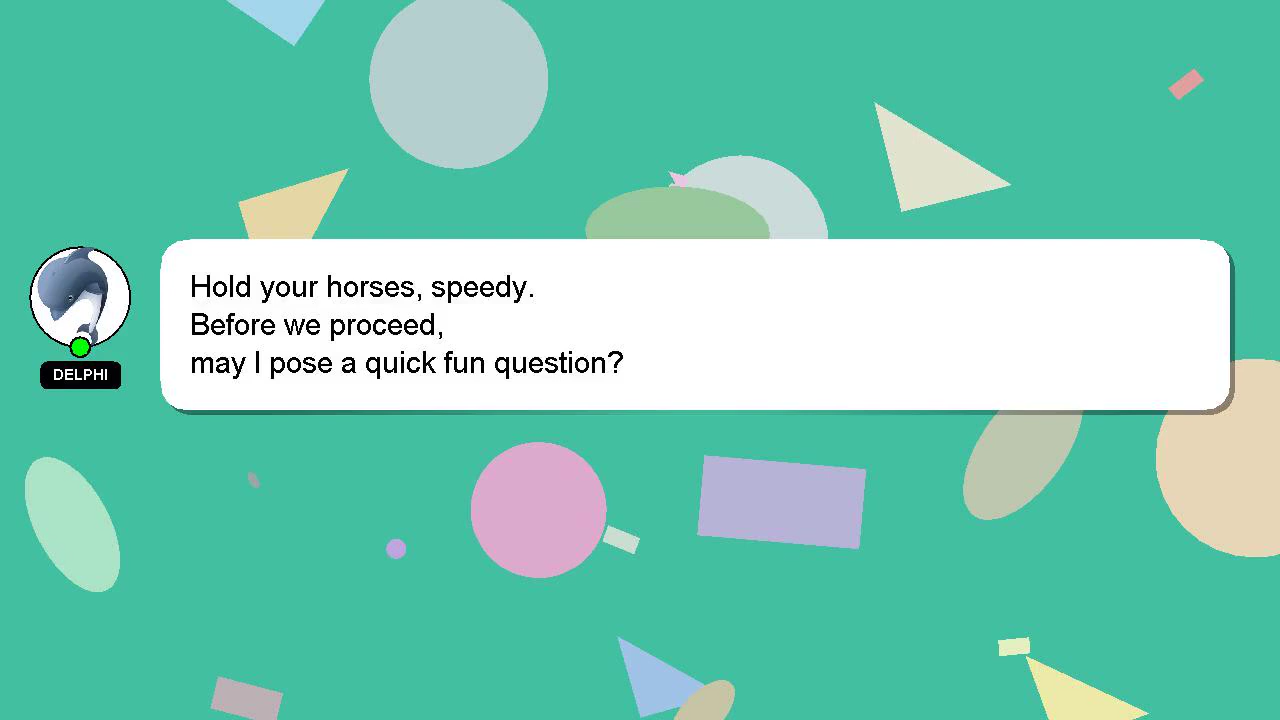 Hold your horses, speedy.
Before we proceed,
may I pose a quick fun question?
DELPHI